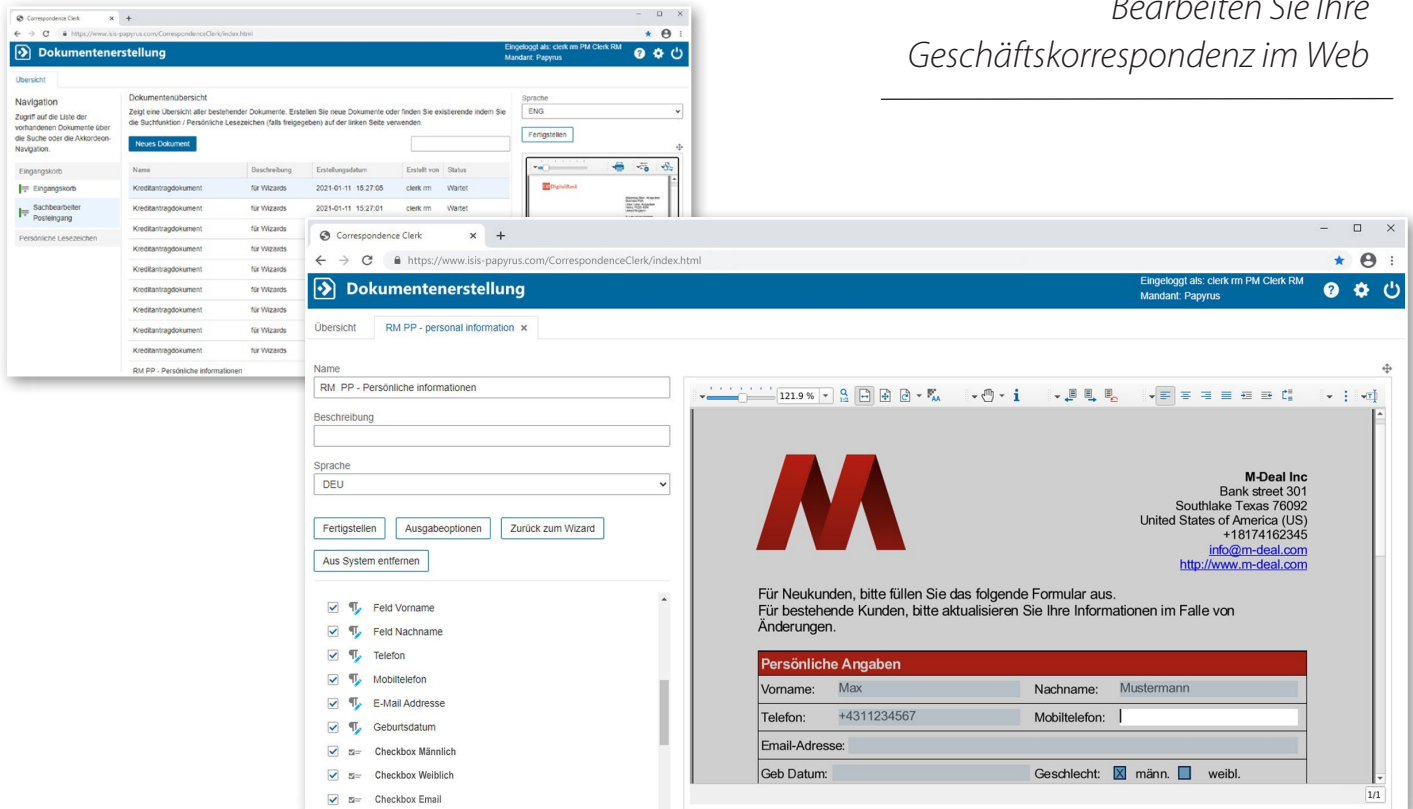 Bearbeiten Sie Ihre
Geschäftskorrespondenz im Web
Correspondence Clerk
https://www.isis-papyrus.com/CorrespondenceClerk/index.html
Dokumentenerstellung
Eingeloggt als: clerk rm PM Clerk RM
Mandant: Papyrus
Übersicht
Navigation
Zugriff auf die Liste der
vorhandenen Dokumente über
die Suche oder die Akkordeon-
Navigation.
Eingangskorb
Eingangskorb
Sachbearbeiter
Posteingang
Persönliche Lesezeichen
Dokumentenübersicht
Zeigt eine Übersicht aller bestehender Dokumente. Erstellen Sie neue Dokumente oder finden Sie existierende indem Sie
die Suchfunktion / Persönliche Lesezeichen (falls freigegeben) auf der linken Seite verwenden.
Neues Dokument
Name Beschreibung Erstellungsdatum Erstellt von Status
Kreditantragdokument für Wizards 2021-01-11 15:27:05 clerk rm Wartet
Kreditantragdokument für Wizards 2021-01-11 15:27:01 clerk rm Wartet
Kreditantragdokument für Wizards
Kreditantragdokument für Wizards
Kreditantragdokument für Wizards
Kreditantragdokument für Wizards
Kreditantragdokument für Wizards
Kreditantragdokument für Wizards
Kreditantragdokument für Wizards
RM PP - Persönliche informationen
Sprache
ENG
Fertigstellen
DigitalBank
Correspondence Clerk
https://www.isis-papyrus.com/CorrespondenceClerk/index.html
Dokumentenerstellung
Eingeloggt als: clerk rm PM Clerk RM
Mandant: Papyrus
Übersicht RM PP - personal information
Name
RM PP - Persönliche informationen
Beschreibung
Sprache
DEU
Fertigstellen Ausgabeoptionen Zurück zum Wizard
Aus System entfernen
Feld Vorname
Feld Nachname
Telefon
Mobiltelefon
E-Mail Addresse
Geburtsdatum
Checkbox Männlich
Checkbox Weiblich
Checkbox Email
121.9 %
M-Deal Inc
Bank street 301
Southlake Texas 76092
United States of America (US)
+18174162345
info@m-deal.com
http://www.m-deal.com
Für Neukunden, bitte füllen Sie das folgende Formular aus.
Für bestehende Kunden, bitte aktualisieren Sie Ihre Informationen im Falle von
Änderungen.
Persönliche Angaben
Vorname: Max Nachname: Mustermann
Telefon: +4311234567 Mobiltelefon:
Email-Adresse:
Geb Datum: Geschlecht: X männ. weibl.
1/1